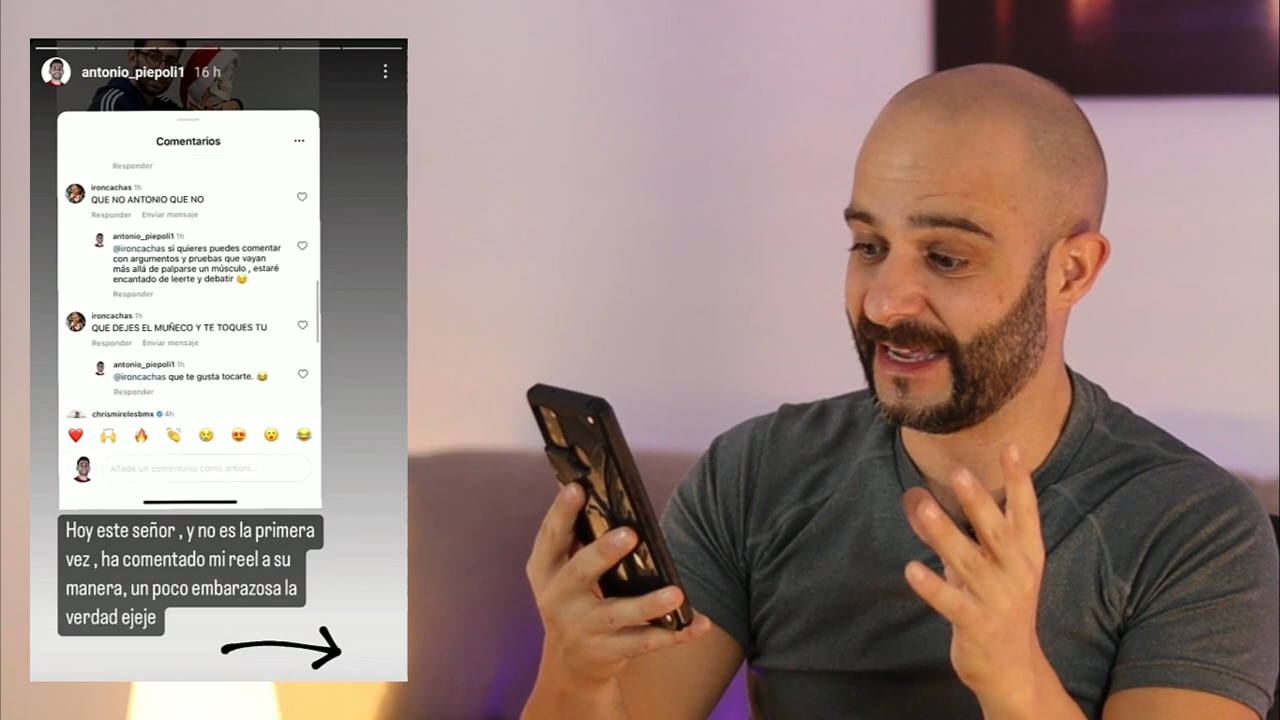 antonio_piepoli1 16 h
Comentarios
Responder
ironcachas 1h
QUE NO ANTONIO QUE NO
Responder Enviar mensaje
antonio_piepoli1 1h
@ironcachas si quieres puedes comentar
con argumentos y pruebas que vayan
más allá de palparse un músculo , estaré
encantado de leerte y debatir 😉
Responder
ironcachas 1h
QUE DEJES EL MUÑECO Y TE TOQUES TU
Responder Enviar mensaje
antonio_piepoli1 1h
@ironcachas que te gusta tocarte. 😂
Responder
chrismirelesbmx 4h
Añade un comentario como antoni...
Hoy este señor , y no es la primera
vez , ha comentado mi reel a su
manera, un poco embarazosa la
verdad ejeje